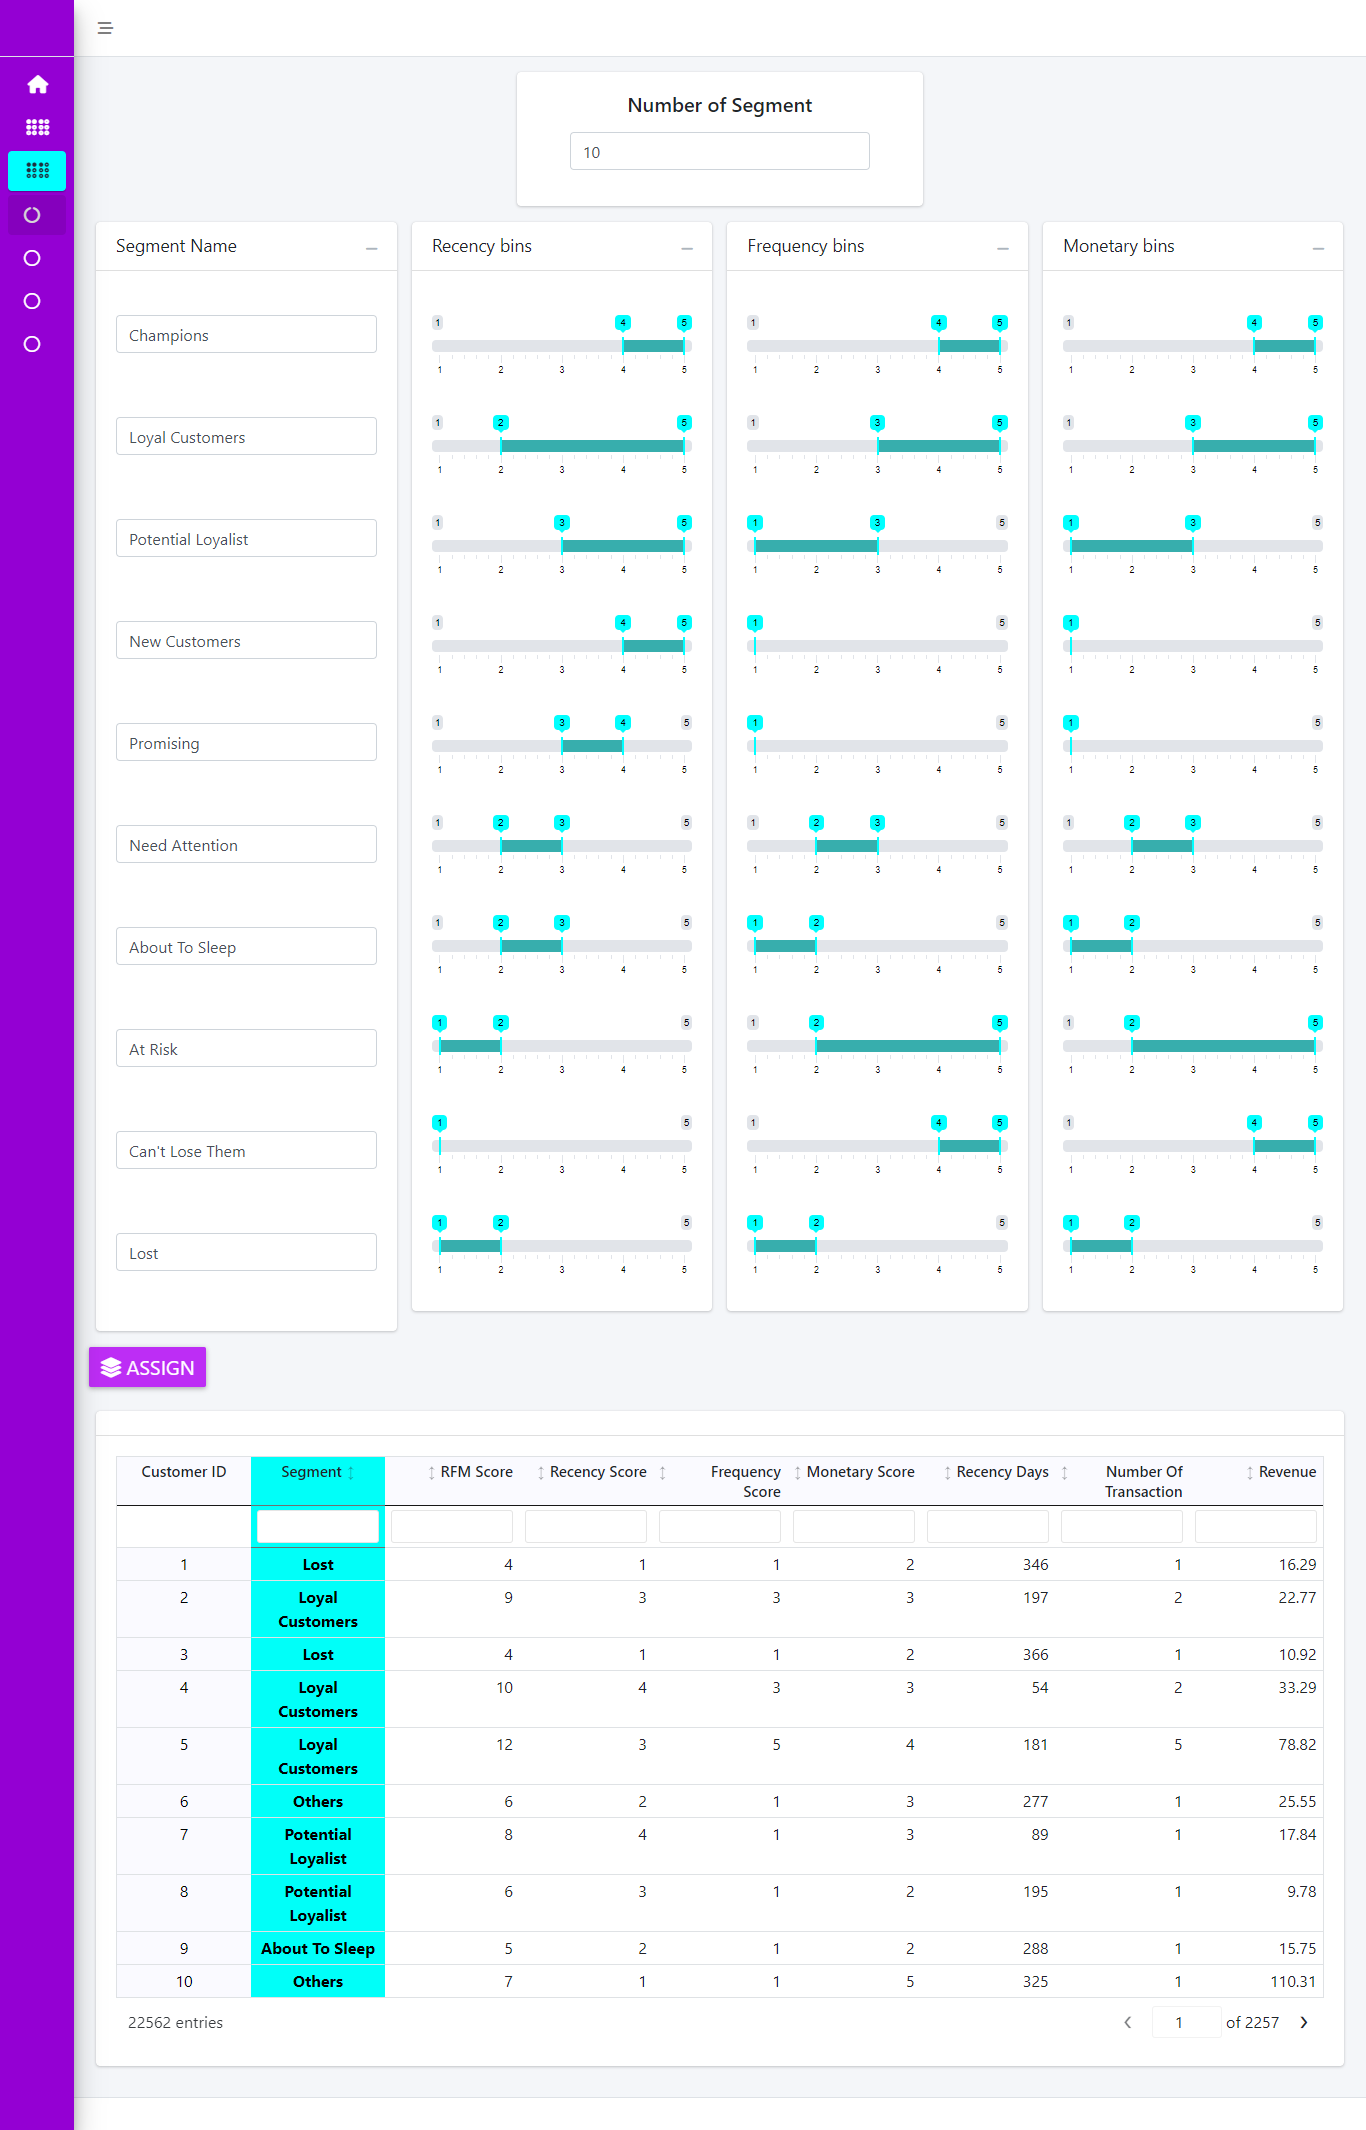 Number of Segment
10
Segment Name
Recency bins
Frequency bins
Monetary bins
Champions
1 4 5 1 4 5 1 4 5
1 2 3 4 5 1 2 3 4 5 1 2 3 4 5
Loyal Customers
1 2 5 1 3 5 1 3 5
1 2 3 4 5 1 2 3 4 5 1 2 3 4 5
Potential Loyalist
1 3 5 1 3 5 1 3 5
1 2 3 4 5 1 2 3 4 5 1 2 3 4 5
New Customers
1 4 5 1 5 1 5
1 2 3 4 5 1 2 3 4 5 1 2 3 4 5
Promising
1 3 4 5 1 5 1 5
1 2 3 4 5 1 2 3 4 5 1 2 3 4 5
Need Attention
1 2 3 5 1 2 3 5 1 2 3 5
1 2 3 4 5 1 2 3 4 5 1 2 3 4 5
About To Sleep
1 2 3 5 1 2 5 1 2 5
1 2 3 4 5 1 2 3 4 5 1 2 3 4 5
At Risk
1 2 5 1 2 5 1 2 5
1 2 3 4 5 1 2 3 4 5 1 2 3 4 5
Can't Lose Them
1 5 1 4 5 1 4 5
1 2 3 4 5 1 2 3 4 5 1 2 3 4 5
Lost
1 2 5 1 2 5 1 2 5
1 2 3 4 5 1 2 3 4 5 1 2 3 4 5
ASSIGN
Customer ID Segment RFM Score Recency Score Frequency Score Monetary Score Recency Days Number Of Transaction Revenue
1 Lost 4 1 1 2 346 1 16.29
2 Loyal Customers 9 3 3 3 197 2 22.77
3 Lost 4 1 1 2 366 1 10.92
4 Loyal Customers 10 4 3 3 54 2 33.29
5 Loyal Customers 12 3 5 4 181 5 78.82
6 Others 6 2 1 3 277 1 25.55
7 Potential Loyalist 8 4 1 3 89 1 17.84
8 Potential Loyalist 6 3 1 2 195 1 9.78
9 About To Sleep 5 2 1 2 288 1 15.75
10 Others 7 1 1 5 325 1 110.31
22562 entries
1 of 2257